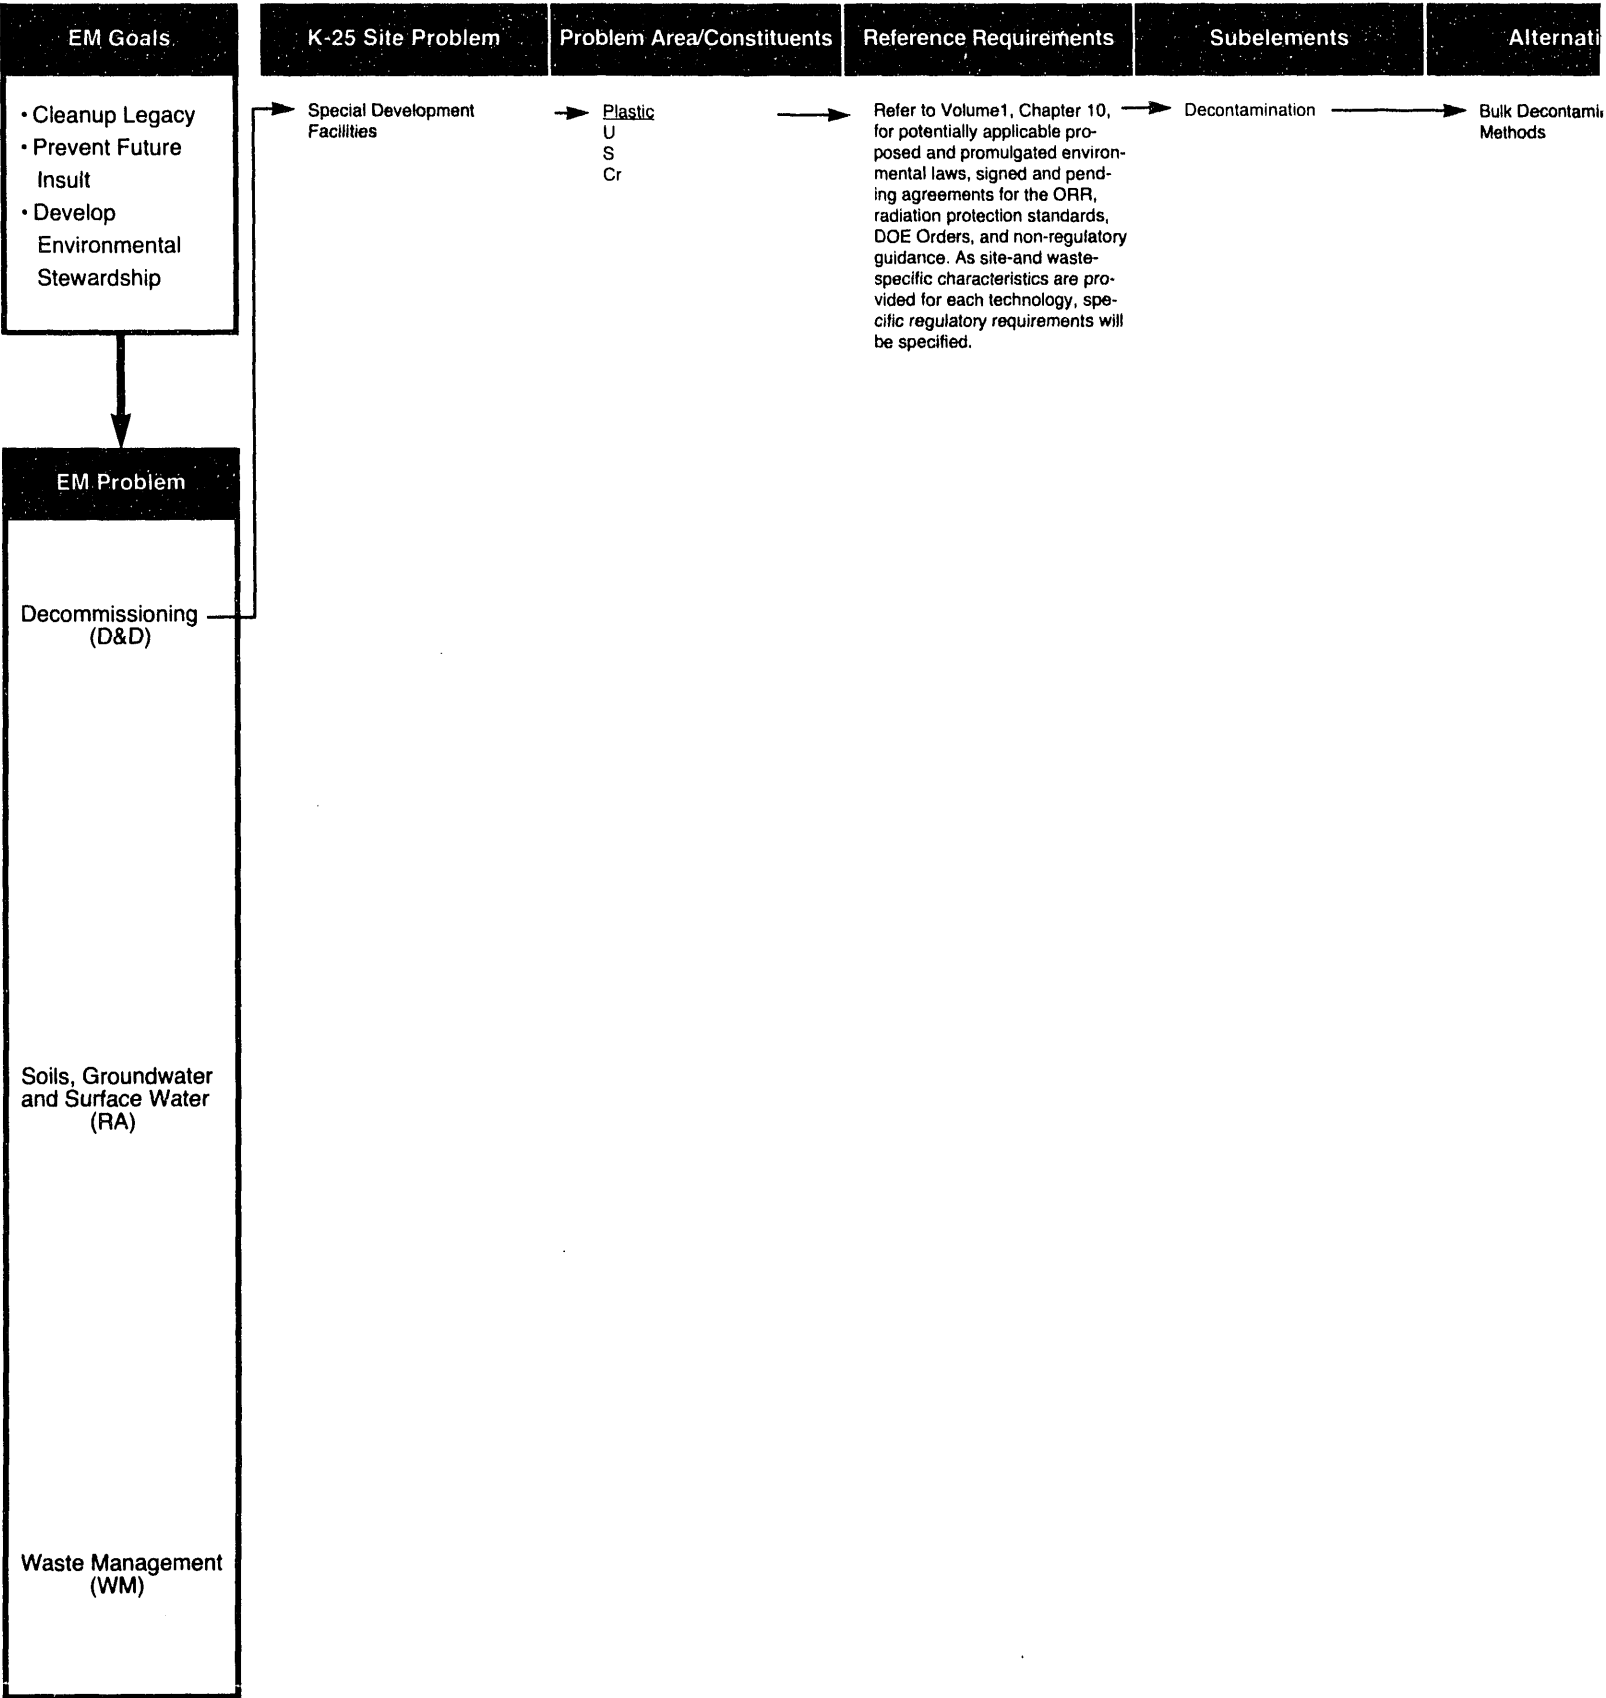 EM Goals
• Cleanup Legacy
• Prevent Future
Insult
• Develop
Environmental
Stewardship
EM Problem
Decommissioning
(D&D)
Soils, Groundwater
and Surface Water
(RA)
Waste Management
(WM)
K-25 Site Problem
Special Development
Facilities
Problem Area/Constituents
Plastic
U
S
Cr
Reference Requirements
Refer to Volume1, Chapter 10,
for potentially applicable pro-
posed and promulgated environ-
mental laws, signed and pend-
ing agreements for the ORR,
radiation protection standards,
DOE Orders, and non-regulatory
guidance. As site-and waste-
specific characteristics are pro-
vided for each technology, spe-
cific regulatory requirements will
be specified.
Subelements
Decontamination
Alternati
Bulk Decontami
Methods